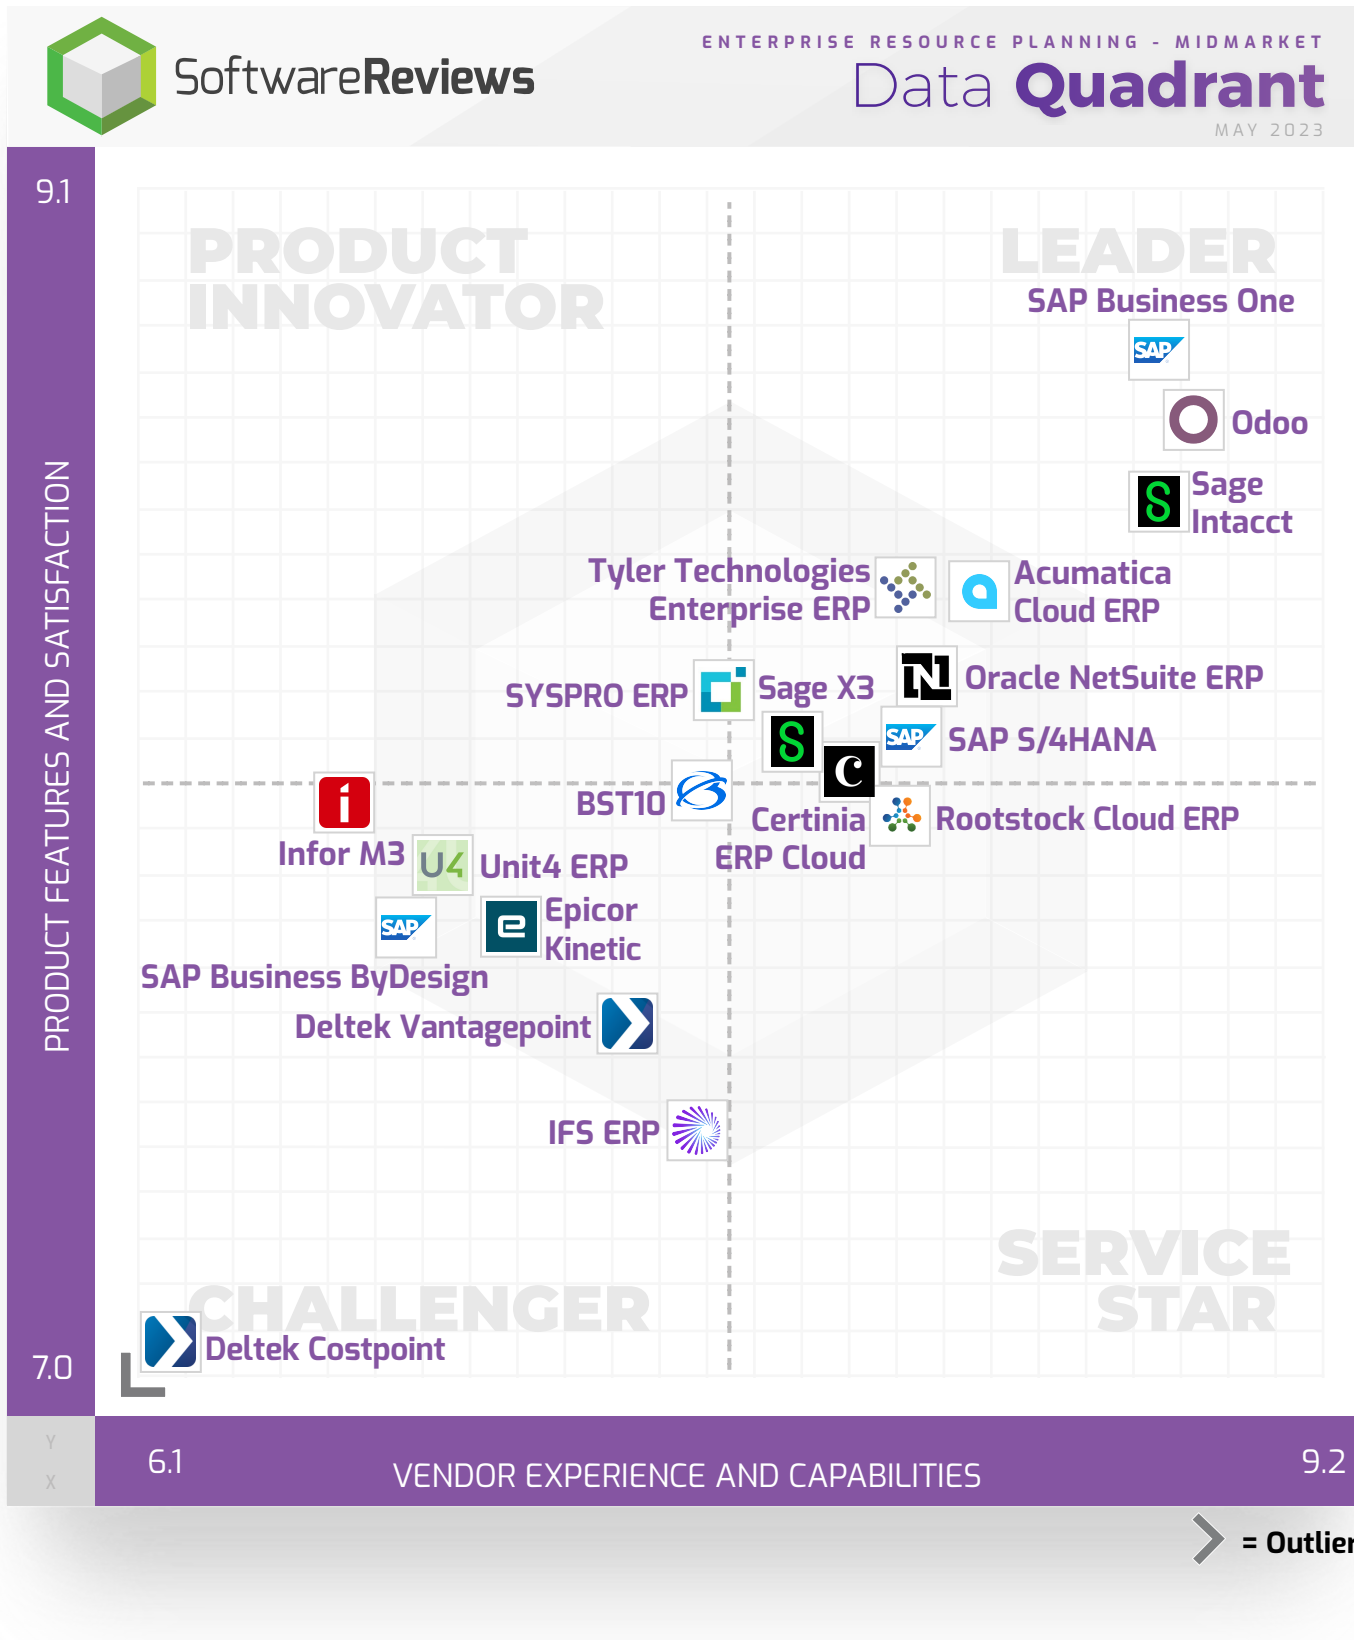 SoftwareReviews
ENTERPRISE RESOURCE PLANNING - MIDMARKET
Data Quadrant
MAY 2023
9.1
PRODUCT FEATURES AND SATISFACTION
7.0
PRODUCT
INNOVATOR
LEADER
SAP Business One
SAP
Odoo
S
Sage
Intacct
Tyler Technologies
Enterprise ERP
Acumatica
Cloud ERP
SYSPRO ERP
Sage X3
N
Oracle NetSuite ERP
S
SAP
SAP S/4HANA
C
BST10
Certinia
ERP Cloud
Rootstock Cloud ERP
i
Infor M3
U4
Unit4 ERP
SAP
SAP Business ByDesign
e
Epicor
Kinetic
Deltek Vantagepoint
IFS ERP
SERVICE
STAR
CHALLENGER
Deltek Costpoint
Y
X
6.1
VENDOR EXPERIENCE AND CAPABILITIES
9.2
= Outlier